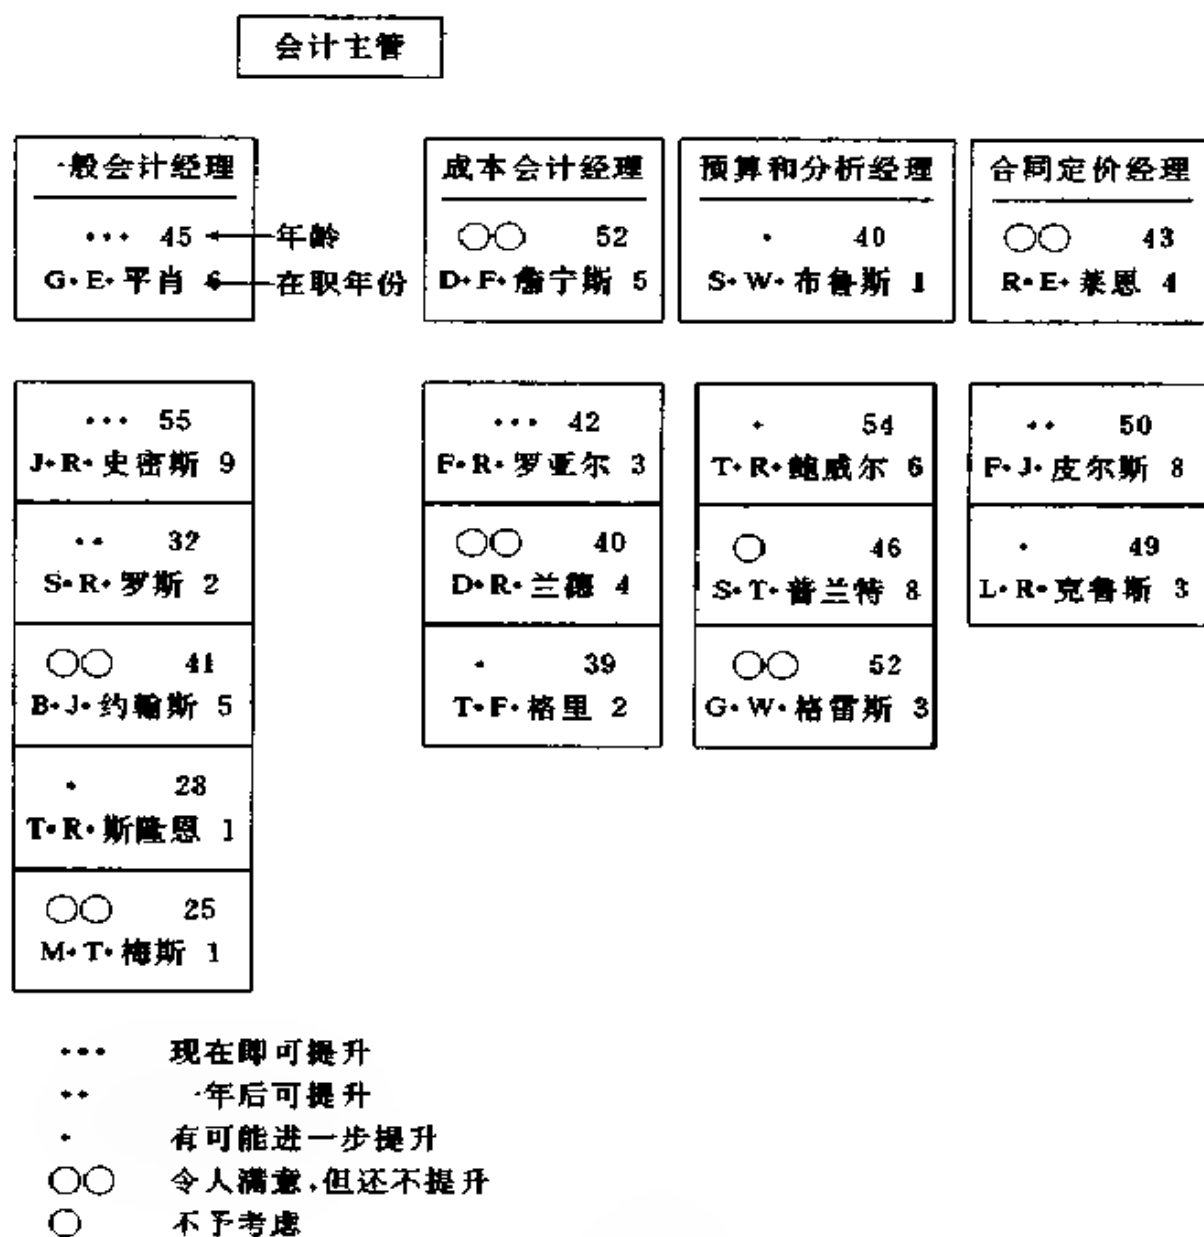 会计主管
一般会计经理
··· 45 年龄
G·E·平肖 6 在职年份
成本会计经理
○○ 52
D·F·詹宁斯 5
预算和分析经理
· 40
S·W·布鲁斯 1
合同定价经理
○○ 43
R·E·莱恩 4
··· 55
J·R·史密斯 9
·· 32
S·R·罗斯 2
○○ 41
B·J·约翰斯 5
· 28
T·R·斯隆恩 1
○○ 25
M·T·梅斯 1
··· 42
F·R·罗亚尔 3
○○ 40
D·R·兰德 4
· 39
T·F·格里 2
· 54
T·R·鲍威尔 6
○ 46
S·T·普兰特 8
○○ 52
G·W·格雷斯 3
·· 50
F·J·皮尔斯 8
· 49
L·R·克鲁斯 3
··· 现在即可提升
·· 一年后可提升
· 有可能进一步提升
○○ 令人满意,但还不提升
○ 不予考虑